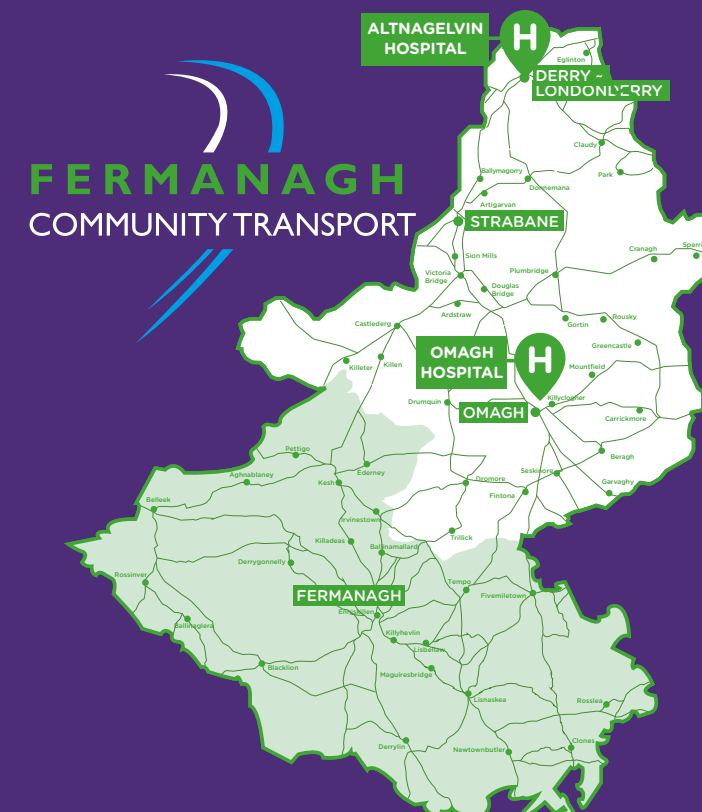 ALTNAGELVIN
HOSPITAL
H
Eglinton
DERRY ~
LONDONDERRY
Claudy
Park
FERMANAGH
COMMUNITY TRANSPORT
Ballymagorry
Donnemana
Artigarvan
STRABANE
Cranagh
Sperri
Sion Mills
Victoria
Bridge
Plumbridge
Douglas
Bridge
Ardstraw
Castlederg
Gortin
Rousky
Greencastle
OMAGH
HOSPITAL
H
Killeter
Killen
Mountfield
Drumquin
Killyclogher
OMAGH
Carrickmore
Pettigo
Beragh
Aghnablaney
Ederney
Seskinore
Kesh
Dromore
Garvaghy
Fintona
Belleek
Irvinestown
Killadeas
Ballinamallard
Trillick
Derrygonnelly
Rossinver
Tempo
Fivemiletown
FERMANAGH
Enniskillen
Ballinaglera
Killyhevlin
Lisbellaw
Blacklion
Maguiresbridge
Lisnaskea
Rosslea
Derrylin
Newtownbutler
Clones